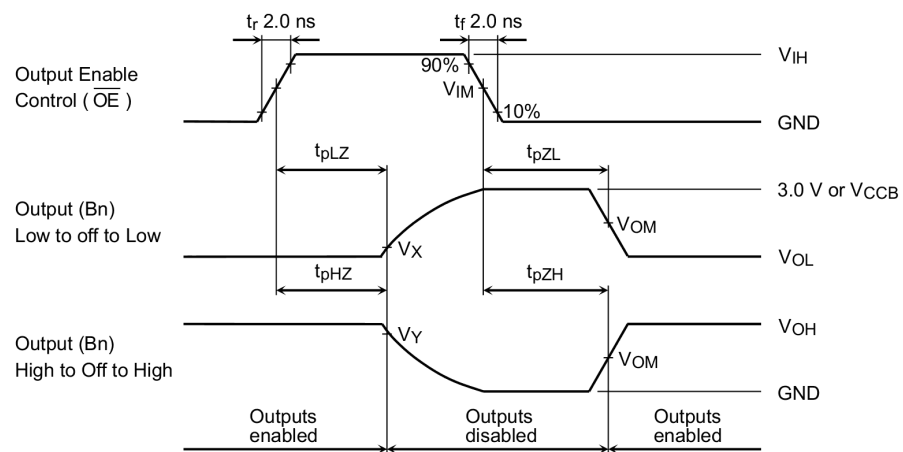 tr 2.0 ns
tf 2.0 ns
Output Enable
Control ( OE )
90%
VIM
10%
VIH
GND
tpLZ
tpZL
Output (Bn)
Low to off to Low
VX
VOM
3.0 V or VCCB
VOL
tpHZ
tpZH
Output (Bn)
High to Off to High
VY
VOM
VOH
GND
Outputs
enabled
Outputs
disabled
Outputs
enabled